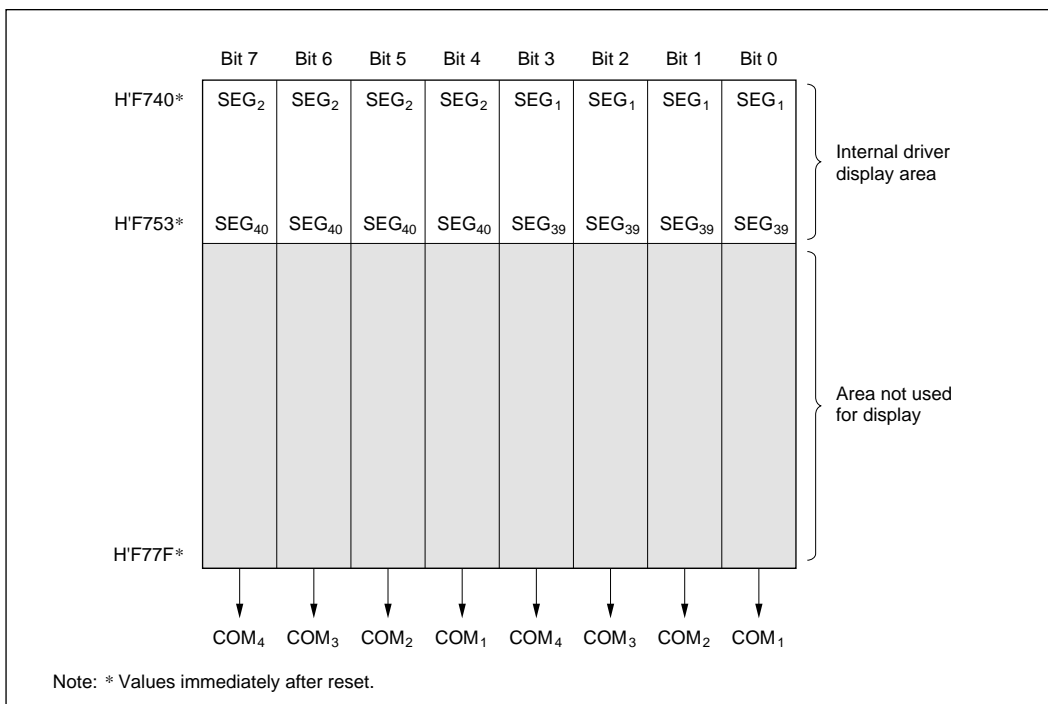 Bit 7 Bit 6 Bit 5 Bit 4 Bit 3 Bit 2 Bit 1 Bit 0
H'F740* SEG₂ SEG₂ SEG₂ SEG₂ SEG₁ SEG₁ SEG₁ SEG₁
Internal driver
display area
H'F753* SEG₄₀ SEG₄₀ SEG₄₀ SEG₄₀ SEG₃₉ SEG₃₉ SEG₃₉ SEG₃₉
Area not used
for display
H'F77F*
COM₄ COM₃ COM₂ COM₁ COM₄ COM₃ COM₂ COM₁
Note: * Values immediately after reset.